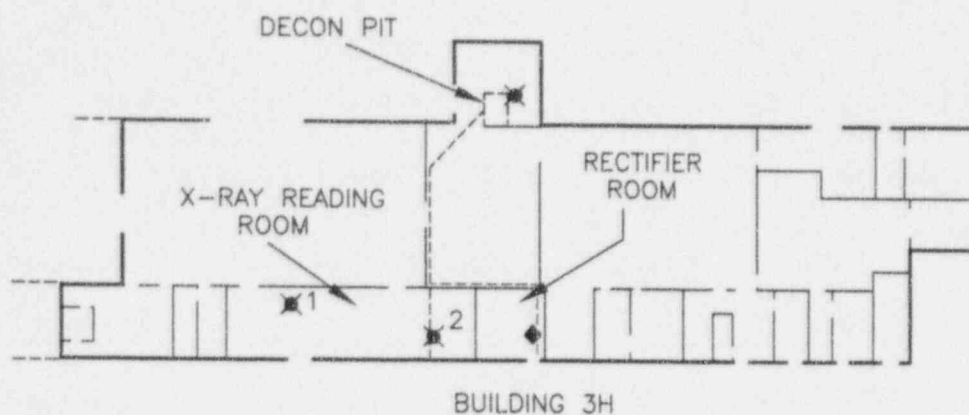 DECON PIT
RECTIFIER
ROOM
X-RAY READING
ROOM
1
2
BUILDING 3H